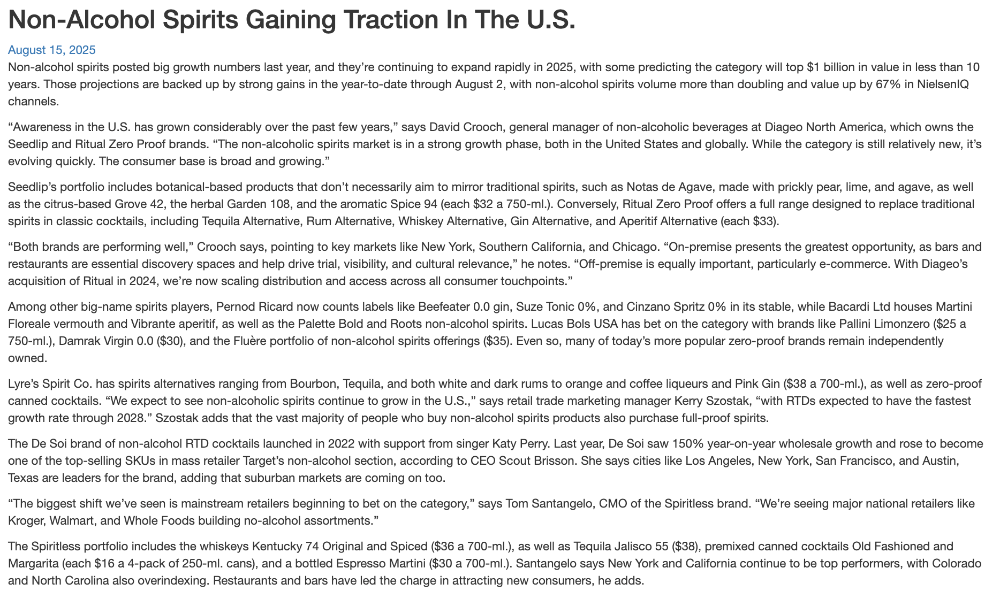 Non-Alcohol Spirits Gaining Traction In The U.S.
August 15, 2025
Non-alcohol spirits posted big growth numbers last year, and they’re continuing to expand rapidly in 2025, with some predicting the category will top $1 billion in value in less than 10
years. Those projections are backed up by strong gains in the year-to-date through August 2, with non-alcohol spirits volume more than doubling and value up by 67% in NielsenIQ
channels.
“Awareness in the U.S. has grown considerably over the past few years,” says David Crooch, general manager of non-alcoholic beverages at Diageo North America, which owns the
Seedlip and Ritual Zero Proof brands. “The non-alcoholic spirits market is in a strong growth phase, both in the United States and globally. While the category is still relatively new, it’s
evolving quickly. The consumer base is broad and growing.”
Seedlip’s portfolio includes botanical-based products that don’t necessarily aim to mirror traditional spirits, such as Notas de Agave, made with prickly pear, lime, and agave, as well
as the citrus-based Grove 42, the herbal Garden 108, and the aromatic Spice 94 (each $32 a 750-ml.). Conversely, Ritual Zero Proof offers a full range designed to replace traditional
spirits in classic cocktails, including Tequila Alternative, Rum Alternative, Whiskey Alternative, Gin Alternative, and Aperitif Alternative (each $33).
“Both brands are performing well,” Crooch says, pointing to key markets like New York, Southern California, and Chicago. “On-premise presents the greatest opportunity, as bars and
restaurants are essential discovery spaces and help drive trial, visibility, and cultural relevance,” he notes. “Off-premise is equally important, particularly e-commerce. With Diageo’s
acquisition of Ritual in 2024, we’re now scaling distribution and access across all consumer touchpoints.”
Among other big-name spirits players, Pernod Ricard now counts labels like Beefeater 0.0 gin, Suze Tonic 0%, and Cinzano Spritz 0% in its stable, while Bacardi Ltd houses Martini
Floreale vermouth and Vibrante aperitif, as well as the Palette Bold and Roots non-alcohol spirits. Lucas Bols USA has bet on the category with brands like Pallini Limonzero ($25 a
750-ml.), Damrak Virgin 0.0 ($30), and the Fluère portfolio of non-alcohol spirits offerings ($35). Even so, many of today’s more popular zero-proof brands remain independently
owned.
Lyre’s Spirit Co. has spirits alternatives ranging from Bourbon, Tequila, and both white and dark rums to orange and coffee liqueurs and Pink Gin ($38 a 700-ml.), as well as zero-proof
canned cocktails. “We expect to see non-alcoholic spirits continue to grow in the U.S.,” says retail trade marketing manager Kerry Szostak, “with RTDs expected to have the fastest
growth rate through 2028.” Szostak adds that the vast majority of people who buy non-alcohol spirits products also purchase full-proof spirits.
The De Soi brand of non-alcohol RTD cocktails launched in 2022 with support from singer Katy Perry. Last year, De Soi saw 150% year-on-year wholesale growth and rose to become
one of the top-selling SKUs in mass retailer Target’s non-alcohol section, according to CEO Scout Brisson. She says cities like Los Angeles, New York, San Francisco, and Austin,
Texas are leaders for the brand, adding that suburban markets are coming on too.
“The biggest shift we’ve seen is mainstream retailers beginning to bet on the category,” says Tom Santangelo, CMO of the Spiritless brand. “We’re seeing major national retailers like
Kroger, Walmart, and Whole Foods building no-alcohol assortments.”
The Spiritless portfolio includes the whiskeys Kentucky 74 Original and Spiced ($36 a 700-ml.), as well as Tequila Jalisco 55 ($38), premixed canned cocktails Old Fashioned and
Margarita (each $16 a 4-pack of 250-ml. cans), and a bottled Espresso Martini ($30 a 700-ml.). Santangelo says New York and California continue to be top performers, with Colorado
and North Carolina also overindexing. Restaurants and bars have led the charge in attracting new consumers, he adds.